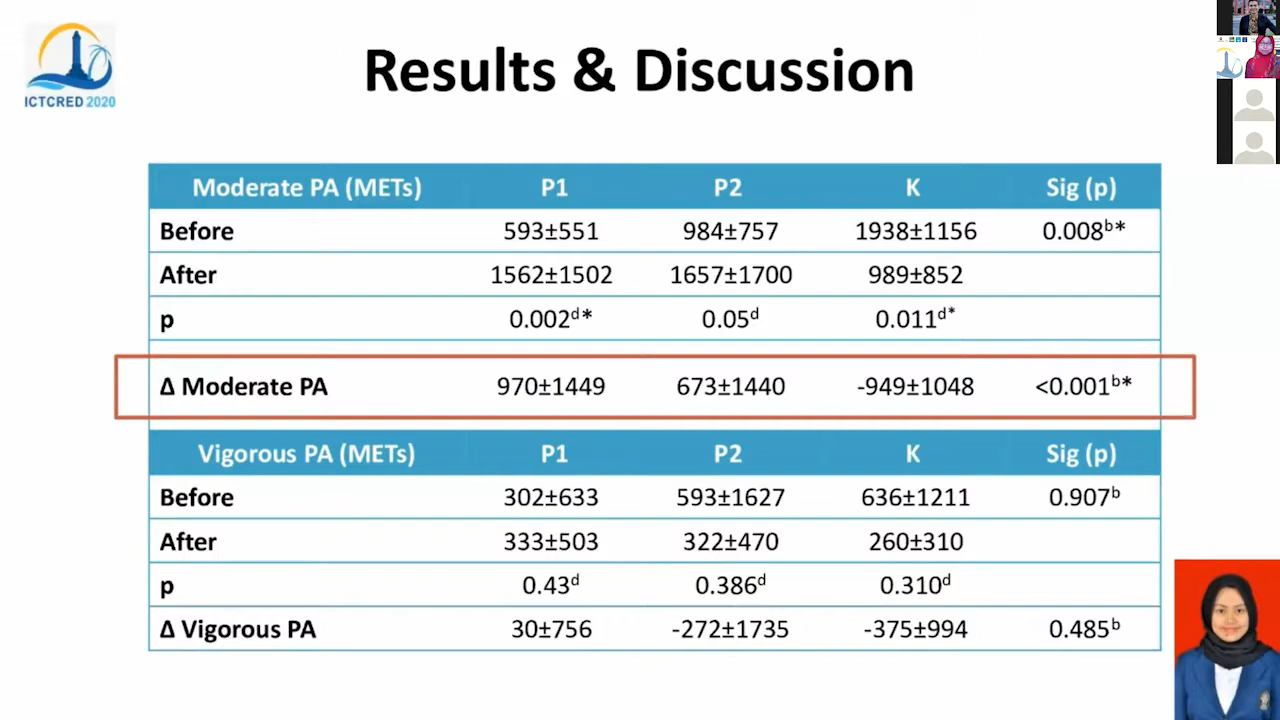 ICTCRED 2020
Results & Discussion
Moderate PA (METs) P1 P2 K Sig (p)
Before 593±551 984±757 1938±1156 0.008ᵇ*
After 1562±1502 1657±1700 989±852
p 0.002ᵈ* 0.05ᵈ 0.011ᵈ*
Δ Moderate PA 970±1449 673±1440 -949±1048 <0.001ᵇ*
Vigorous PA (METs) P1 P2 K Sig (p)
Before 302±633 593±1627 636±1211 0.907ᵇ
After 333±503 322±470 260±310
p 0.43ᵈ 0.386ᵈ 0.310ᵈ
Δ Vigorous PA 30±756 -272±1735 -375±994 0.485ᵇ